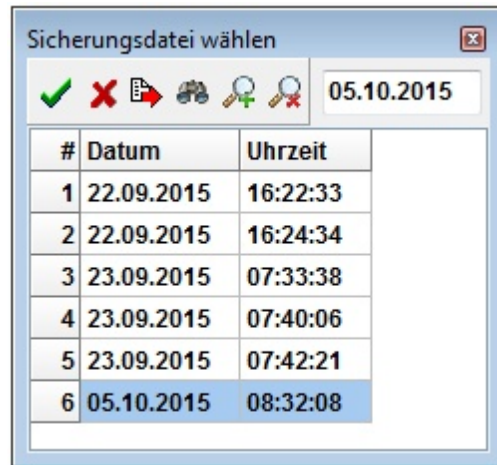 Sicherungsdatei wählen
05.10.2015
# Datum Uhrzeit
1 22.09.2015 16:22:33
2 22.09.2015 16:24:34
3 23.09.2015 07:33:38
4 23.09.2015 07:40:06
5 23.09.2015 07:42:21
6 05.10.2015 08:32:08